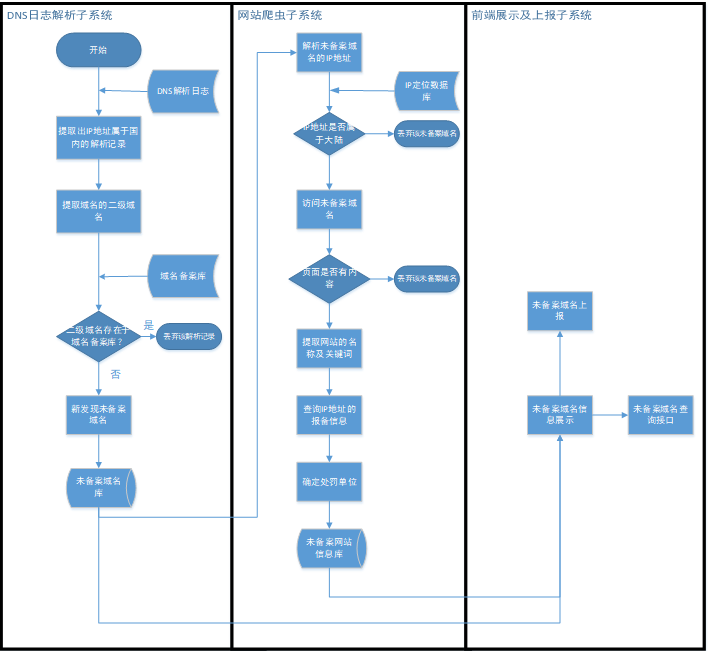 DNS日志解析子系统
开始
DNS解析日志
提取出IP地址属于国
内的解析记录
提取域名的二级域
名
域名备案库
二级域名存在于
域名备案库？
是
丢弃该解析记录
否
新发现未备案
域名
未备案域名
库
网站爬虫子系统
解析未备案域
名的IP地址
IP定位数据
库
IP地址是否属
于大陆
丢弃该未备案域名
访问未备案域
名
页面是否有内
容
丢弃该未备案域名
提取网站的名
称及关键词
查询IP地址的
报备信息
确定处罚单位
未备案网站
信息库
前端展示及上报子系统
未备案域名上
报
未备案域名信
息展示
未备案域名查
询接口